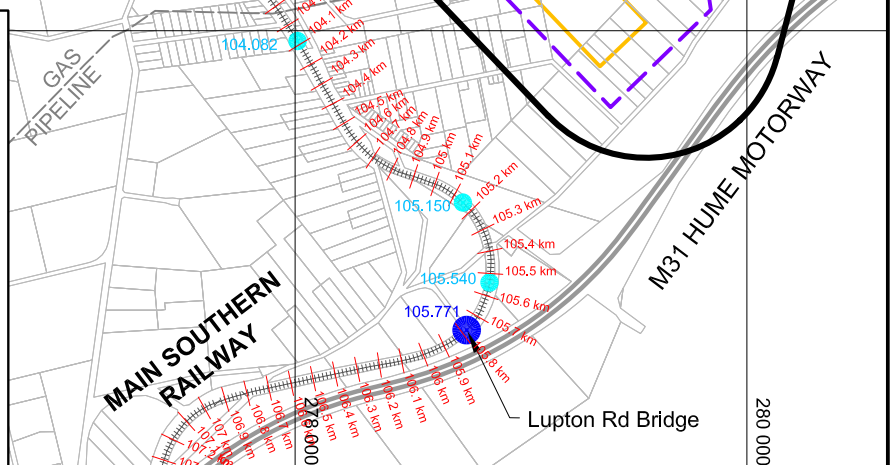 104.1 km
104.082
104.2 km
104.3 km
104.4 km
GAS
PIPELINE
104.5 km
104.6 km
104.7 km
104.8 km
104.9 km
105 km
105.1 km
105.150
105.2 km
105.3 km
105.4 km
105.5 km
105.540
105.6 km
105.771
105.7 km
105.8 km
105.9 km
106 km
106.1 km
106.2 km
106.3 km
106.4 km
106.5 km
106.7 km
106.8 km
106.9 km
107 km
M31 HUME MOTORWAY
MAIN SOUTHERN
RAILWAY
Lupton Rd Bridge
278 000
280 000